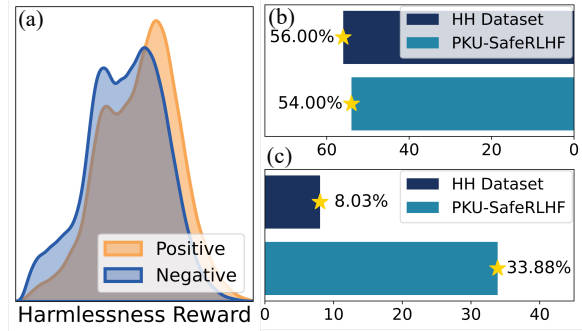 (a)
Positive
Negative
Harmlessness Reward
(b)
HH Dataset
PKU-SafeRLHF
56.00%
54.00%
60 40 20 0
(c)
HH Dataset
PKU-SafeRLHF
8.03%
33.88%
0 10 20 30 40